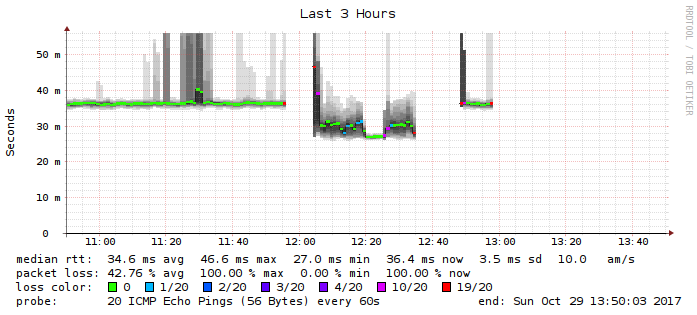 Last 3 Hours
RRDTOOL / TOBI OETIKER
Seconds
50 m
40 m
30 m
20 m
10 m
0
11:00 11:20 11:40 12:00 12:20 12:40 13:00 13:20 13:40
median rtt: 34.6 ms avg 46.6 ms max 27.0 ms min 36.4 ms now 3.5 ms sd 10.0 am/s
packet loss: 42.76 % avg 100.00 % max 0.00 % min 100.00 % now
loss color: 0 1/20 2/20 3/20 4/20 10/20 19/20
probe: 20 ICMP Echo Pings (56 Bytes) every 60s end: Sun Oct 29 13:50:03 2017